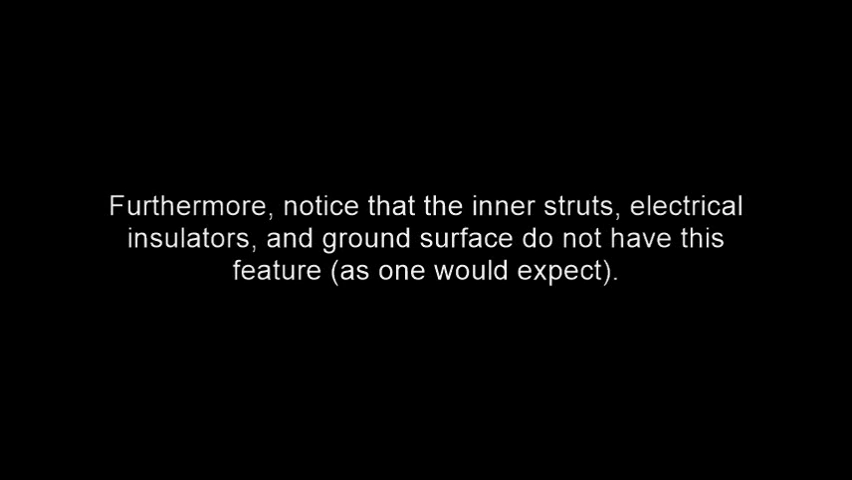 Furthermore, notice that the inner struts, electrical
insulators, and ground surface do not have this
feature (as one would expect).